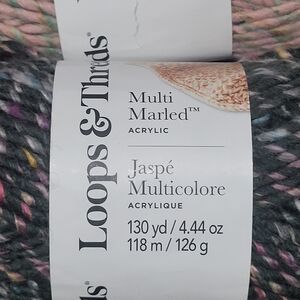 Loops & Threads®
Multi
Marled™
ACRYLIC
Jaspé
Multicolore
ACRYLIQUE
130 yd / 4.44 oz
118 m / 126 g